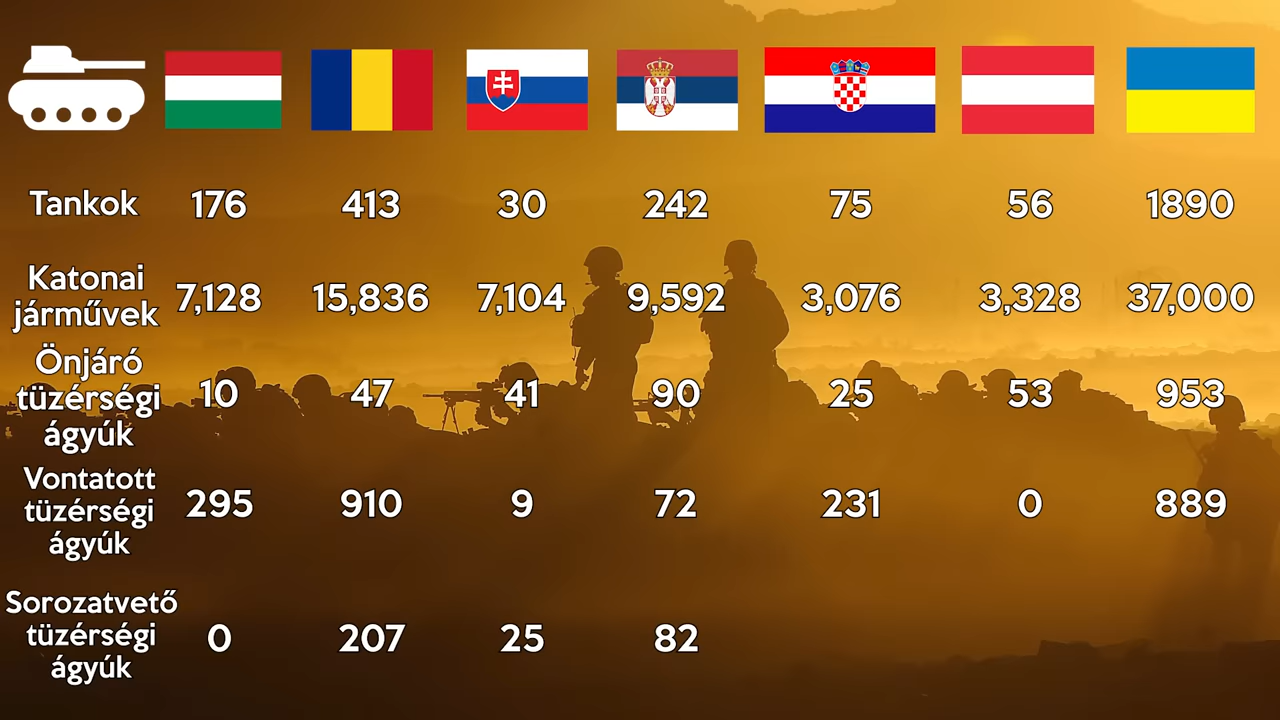 Tankok 176 413 30 242 75 56 1890
Katonai
járművek 7,128 15,836 7,104 9,592 3,076 3,328 37,000
Önjáró
tüzérségi 10 47 41 90 25 53 953
ágyúk
Vontatott
tüzérségi 295 910 9 72 231 0 889
ágyúk
Sorozatvető
tüzérségi 0 207 25 82
ágyúk